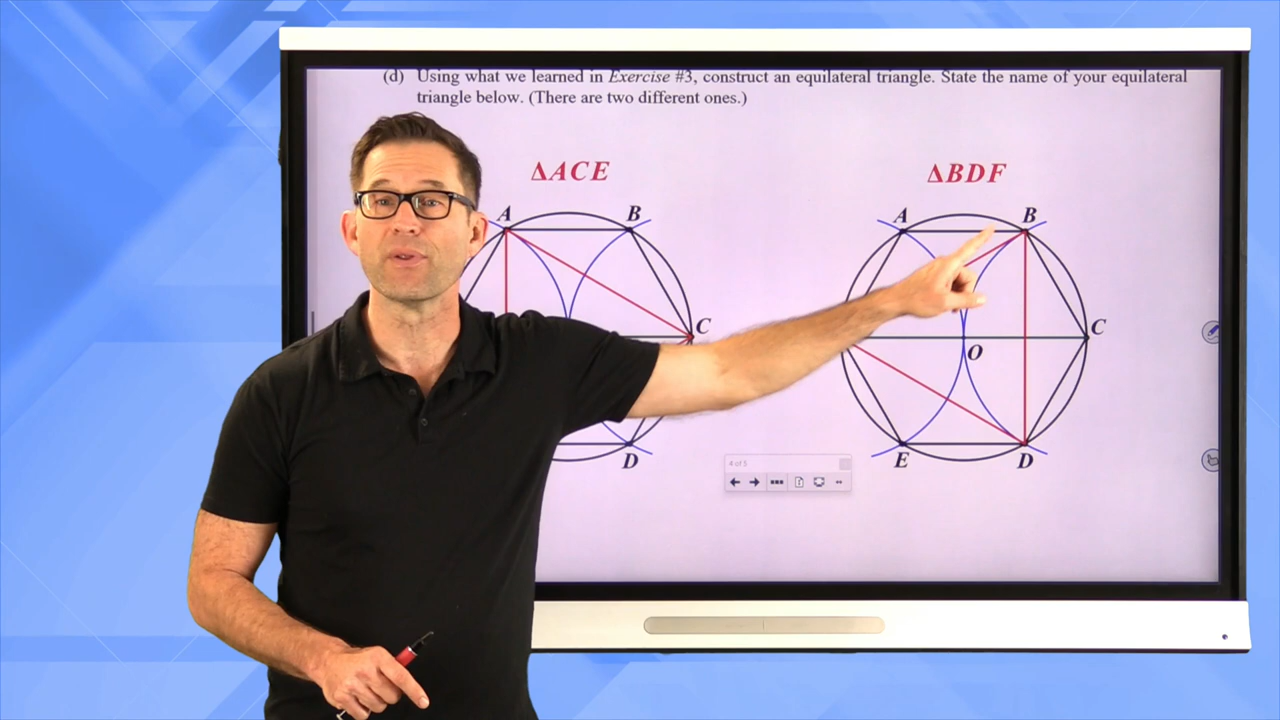 (d) Using what we learned in Exercise #3, construct an equilateral triangle. State the name of your equilateral
triangle below. (There are two different ones.)
ΔACE
ΔBDF
A B
A B
C
C
O
D
E D
4 of 5